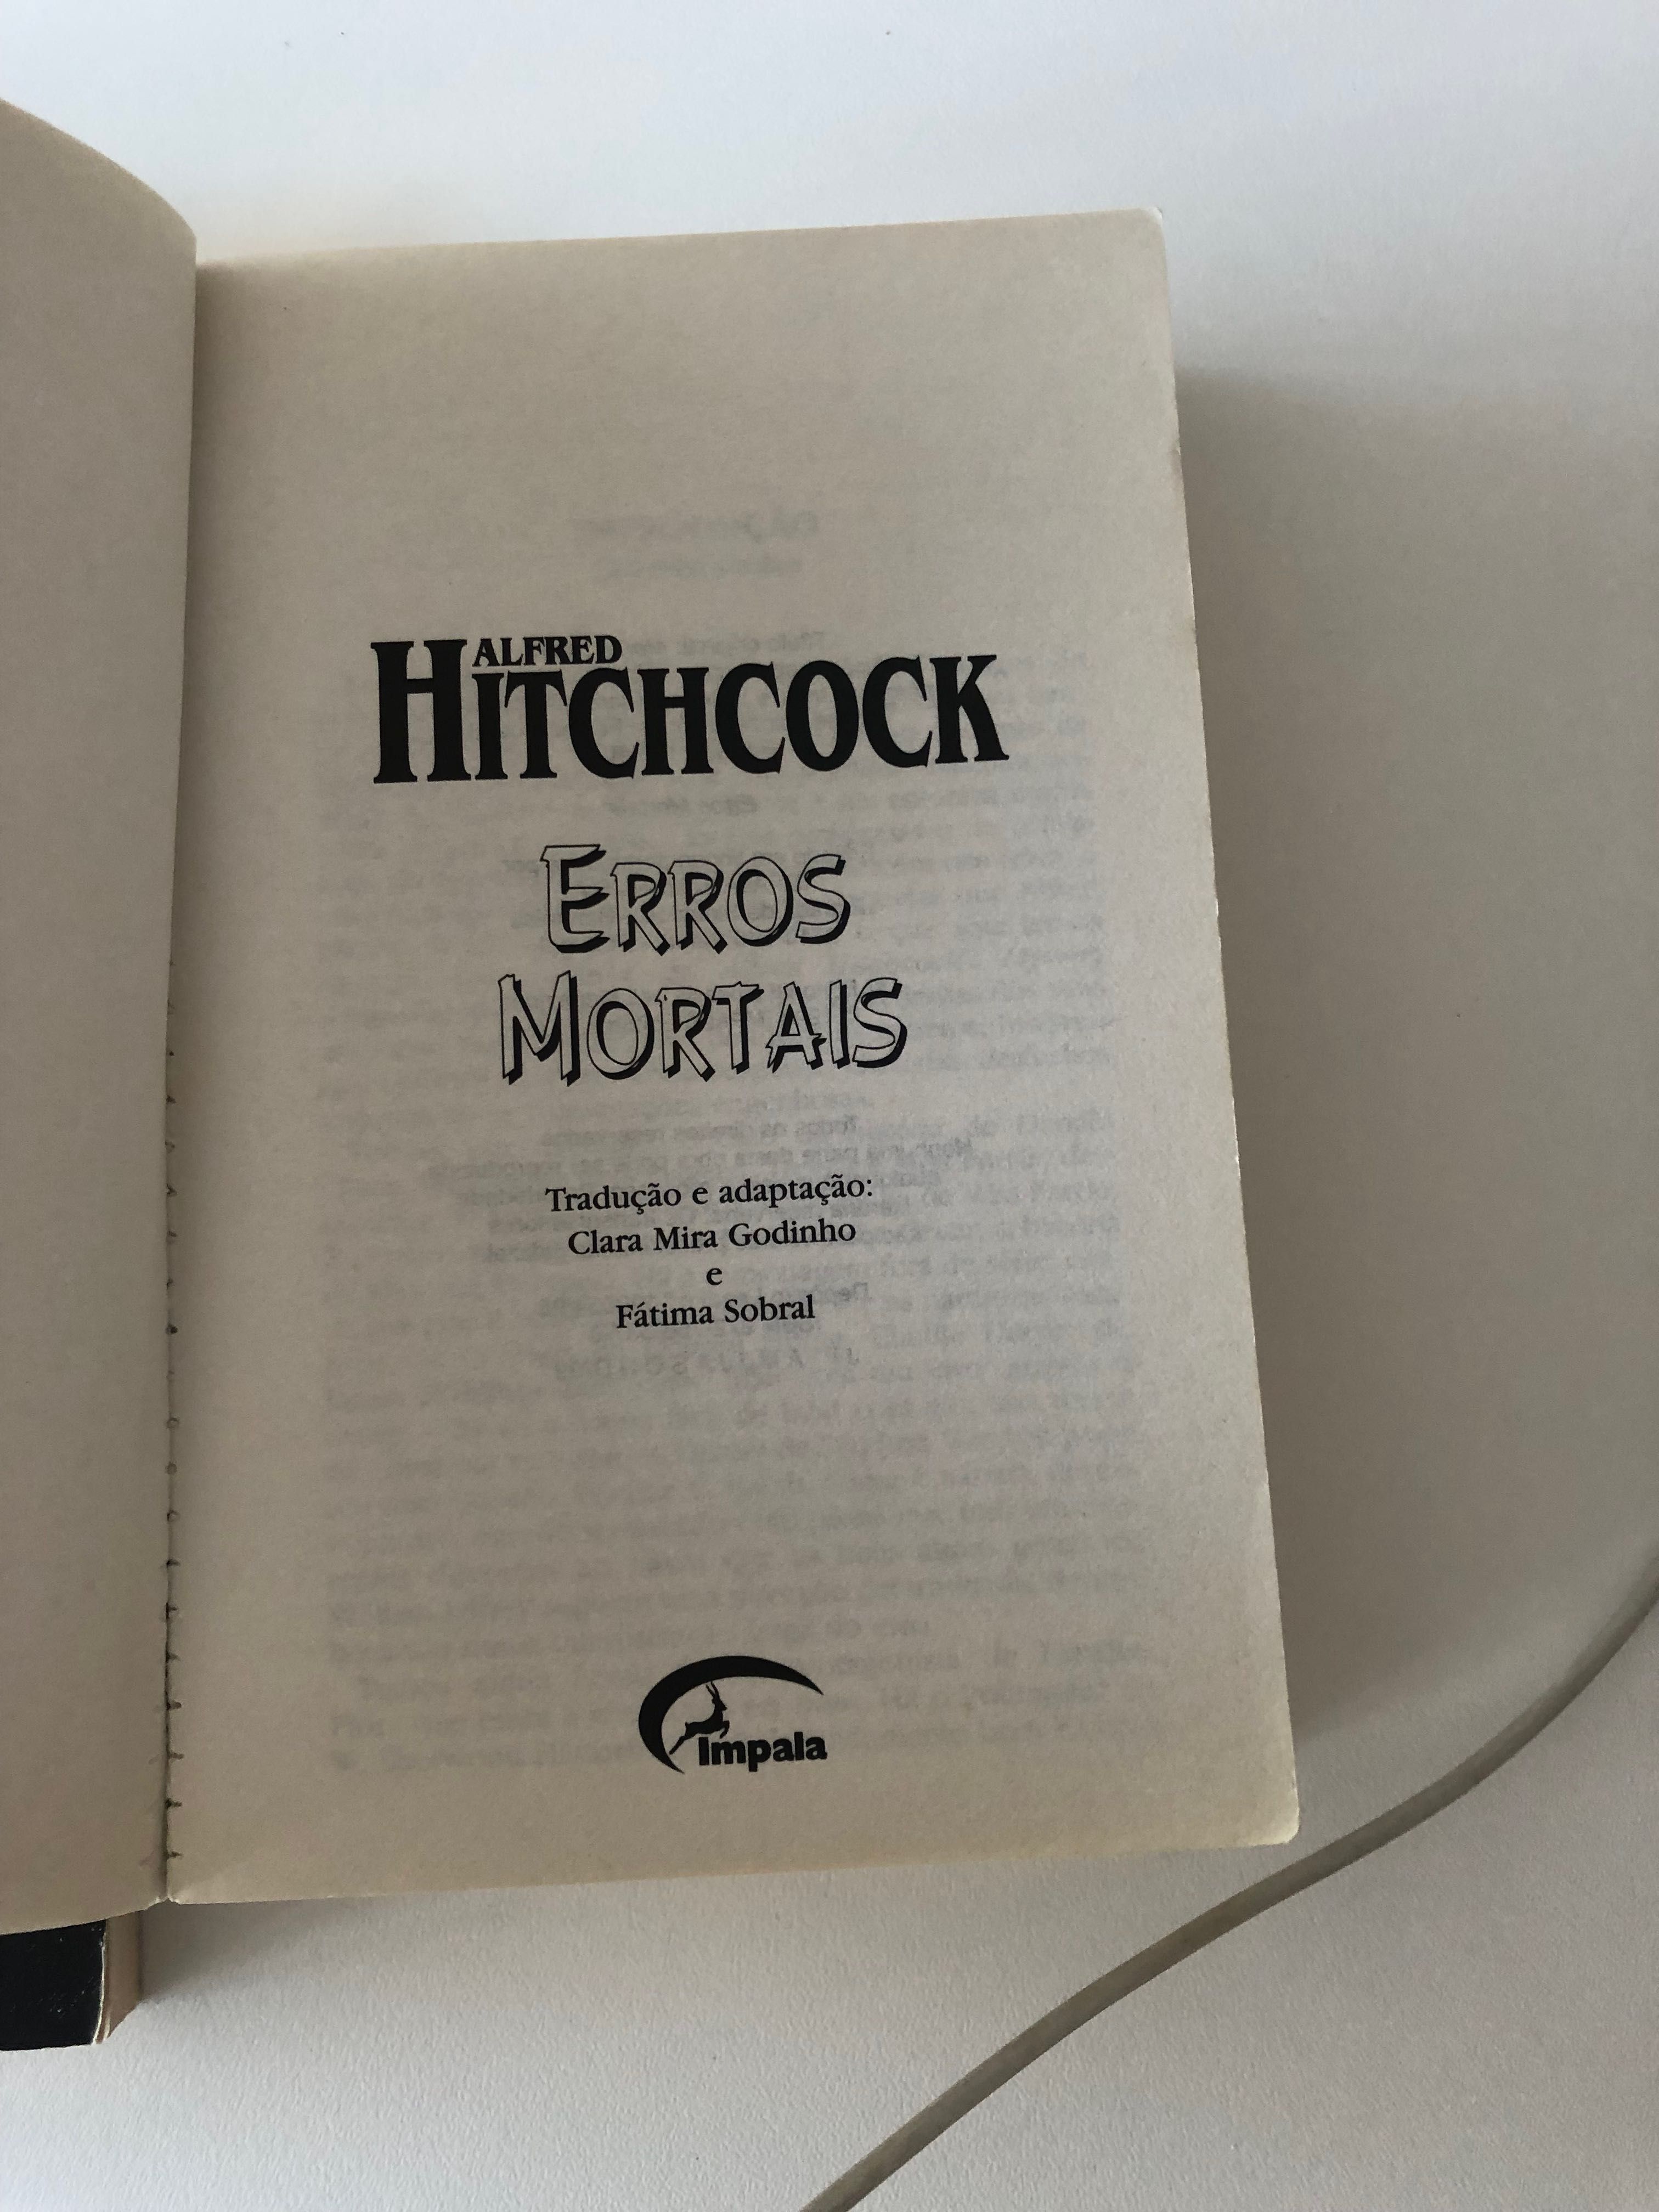 ALFRED
HITCHCOCK
ERROS
MORTAIS
Tradução e adaptação:
Clara Mira Godinho
e
Fátima Sobral
Impala